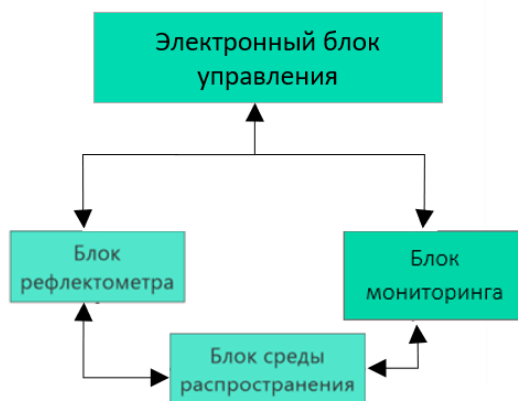 Электронный блок
управления
Блок
рефлектометра
Блок
мониторинга
Блок среды
распространения